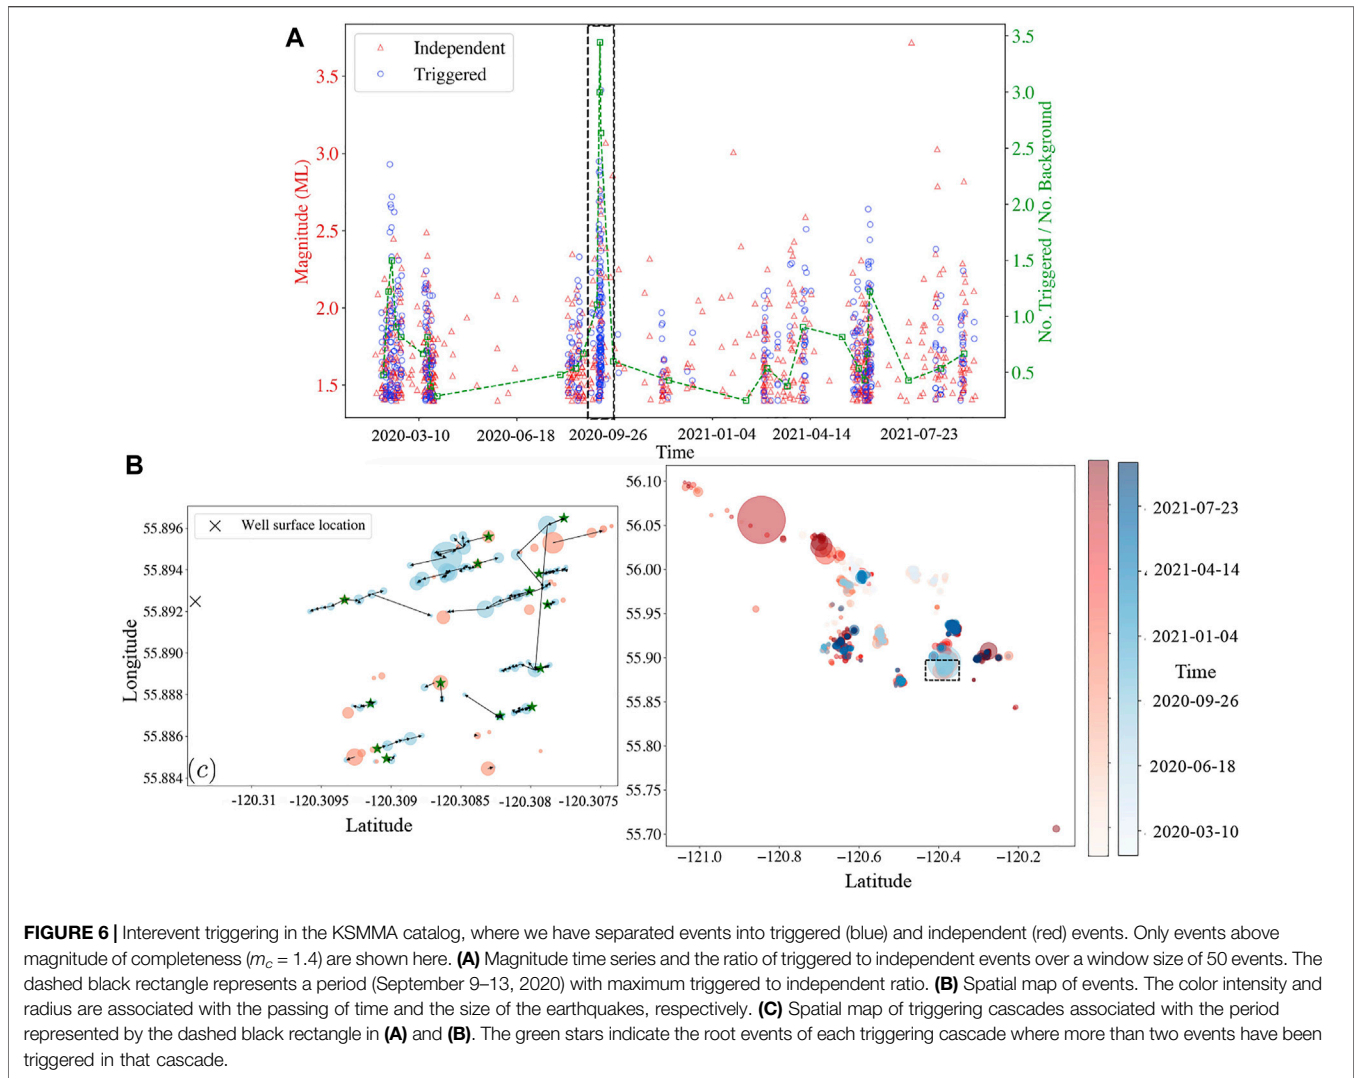 A
Independent
Triggered
3.5
3.0
2.5
2.0
1.5
Magnitude (ML)
3.5
3.0
2.5
2.0
1.5
1.0
0.5
No. Triggered / No. Background
2020-03-10 2020-06-18 2020-09-26 2021-01-04 2021-04-14 2021-07-23
Time
B
Well surface location
55.896
55.894
55.892
55.890
55.888
55.886
55.884
Longitude
(c)
-120.31 -120.3095 -120.309 -120.3085 -120.308 -120.3075
Latitude
56.10
56.05
56.00
55.95
55.90
55.85
55.80
55.75
55.70
−121.0 −120.8 −120.6 −120.4 −120.2
Latitude
2021-07-23
2021-04-14
2021-01-04
Time
2020-09-26
2020-06-18
2020-03-10
FIGURE 6 | Interevent triggering in the KSMMA catalog, where we have separated events into triggered (blue) and independent (red) events. Only events above
magnitude of completeness (mc = 1.4) are shown here. (A) Magnitude time series and the ratio of triggered to independent events over a window size of 50 events. The
dashed black rectangle represents a period (September 9–13, 2020) with maximum triggered to independent ratio. (B) Spatial map of events. The color intensity and
radius are associated with the passing of time and the size of the earthquakes, respectively. (C) Spatial map of triggering cascades associated with the period
represented by the dashed black rectangle in (A) and (B). The green stars indicate the root events of each triggering cascade where more than two events have been
triggered in that cascade.